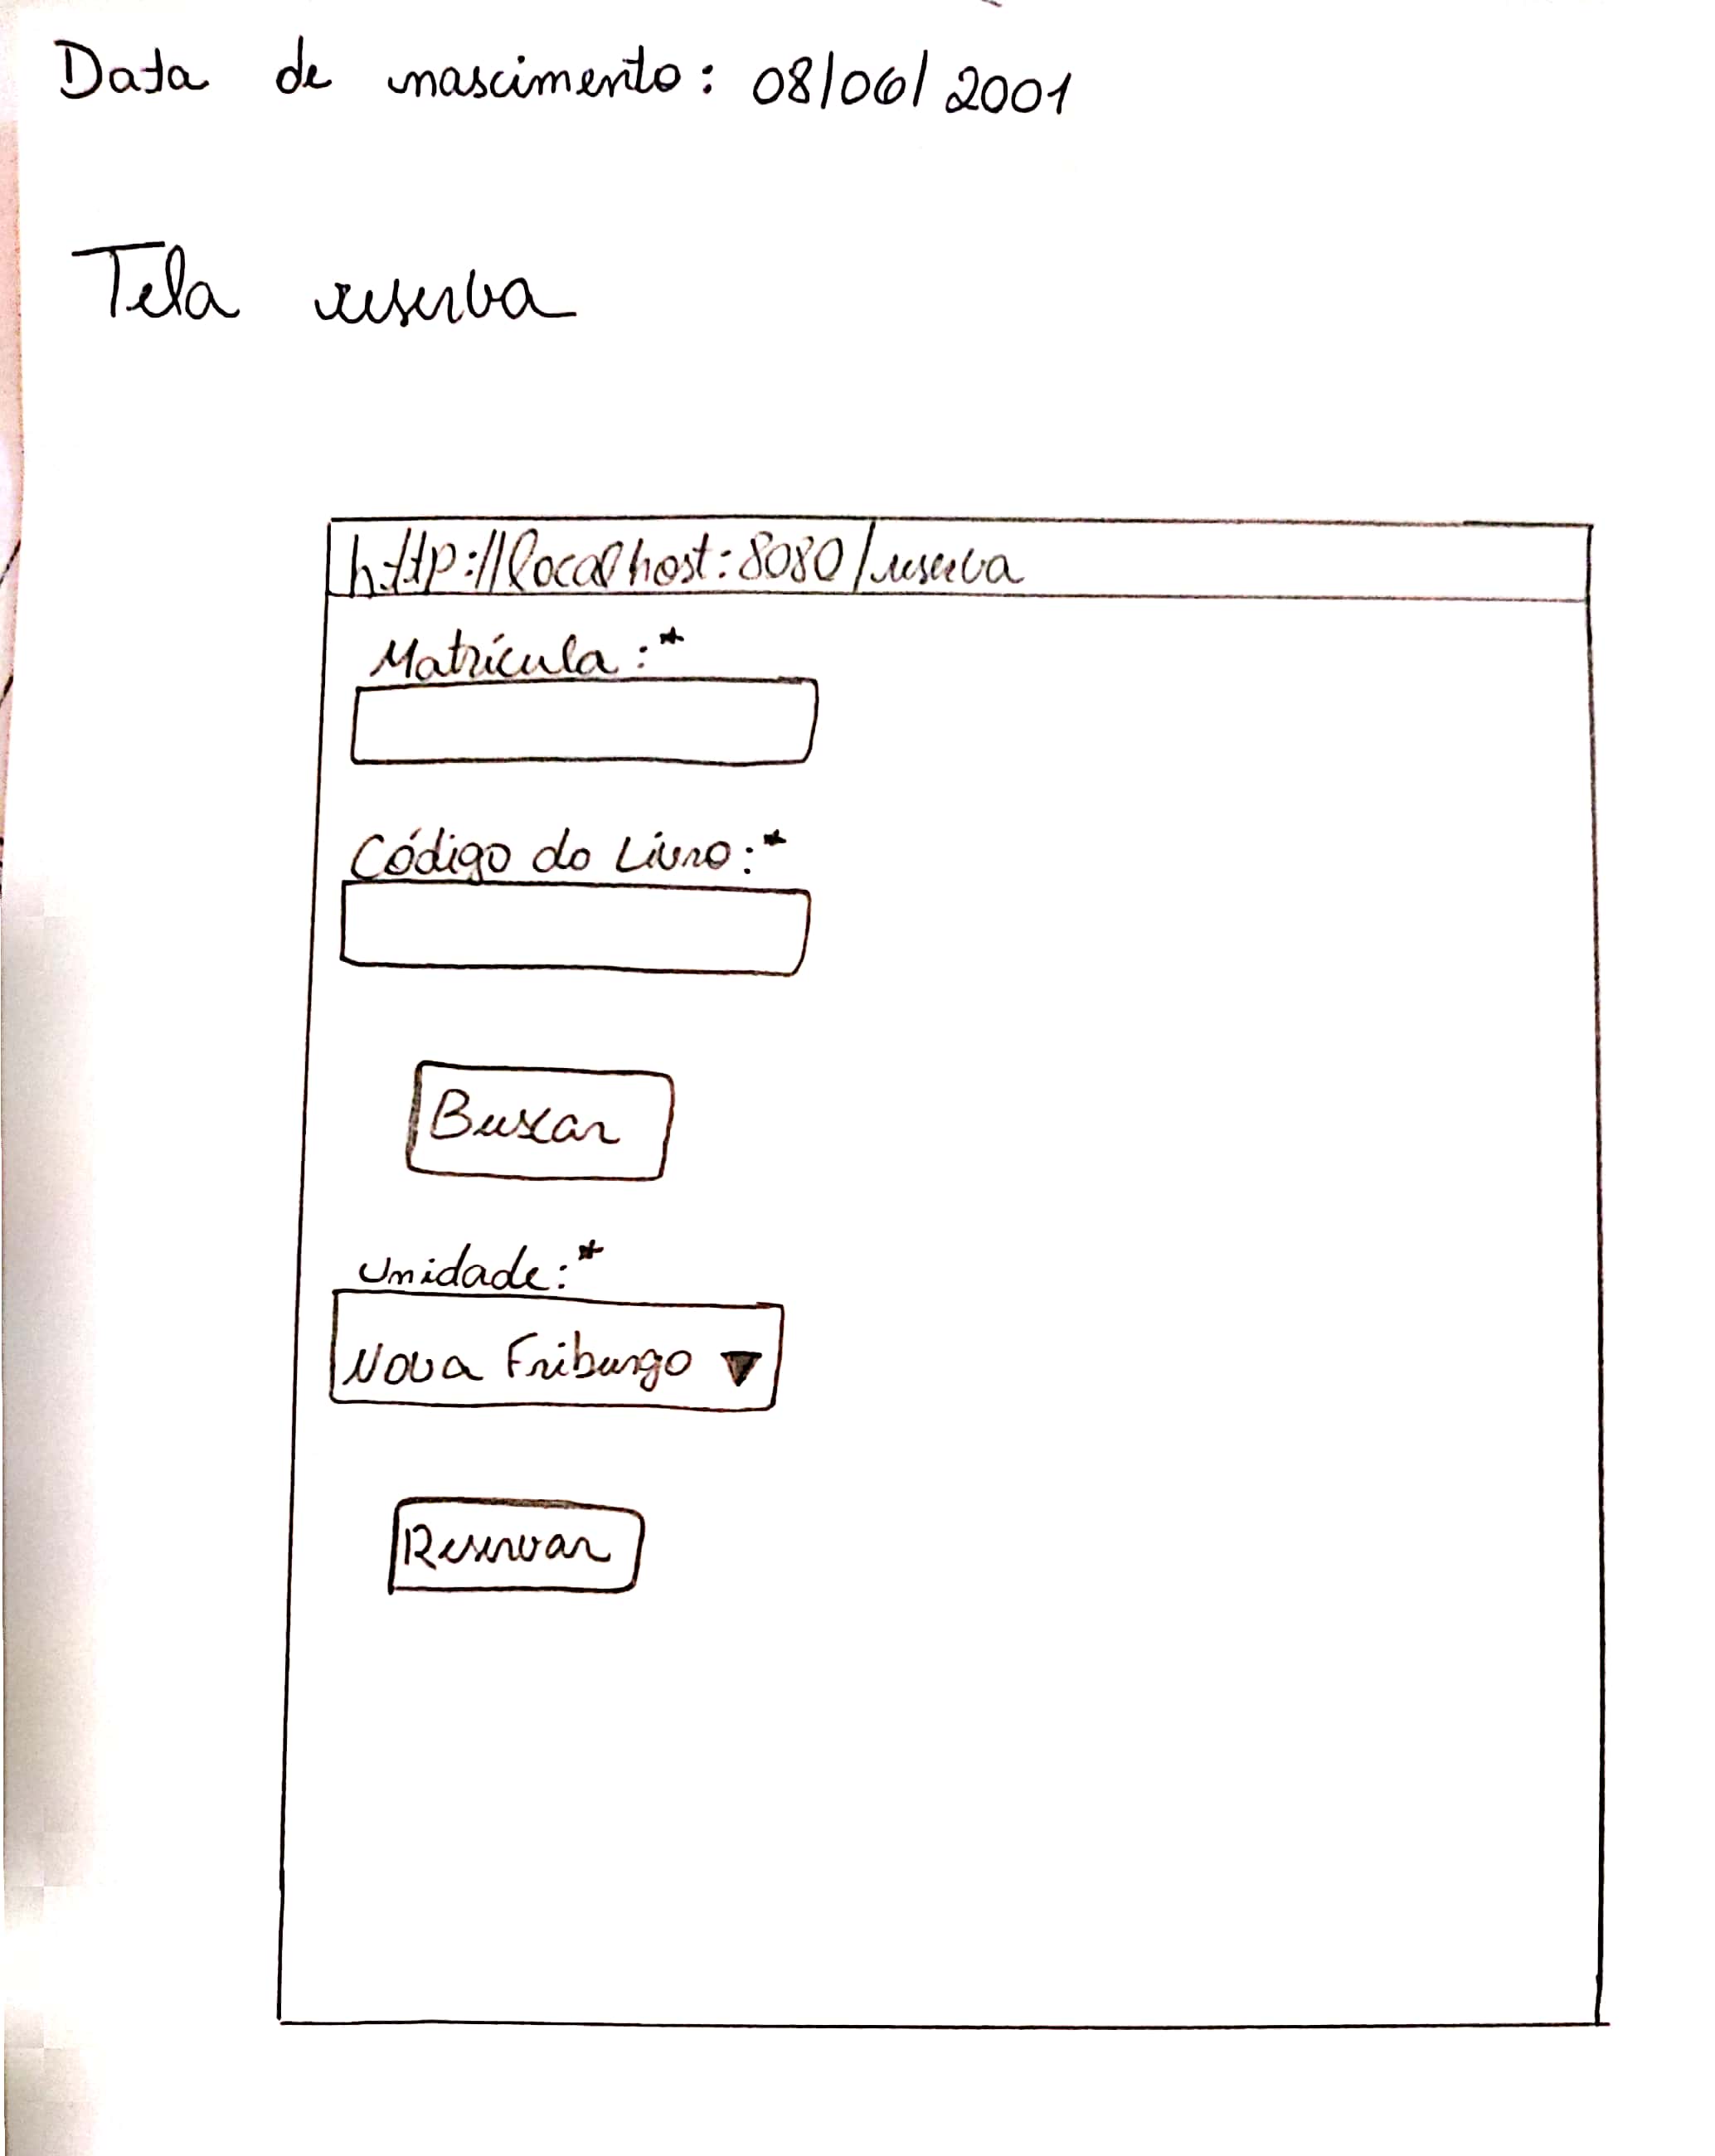 Data de nascimento: 08/06/2001
Tela reserva
http://localhost:8080/reserva
Matrícula:*
Código do Livro:*
Buscar
Unidade:*
Nova Friburgo ▼
Reservar